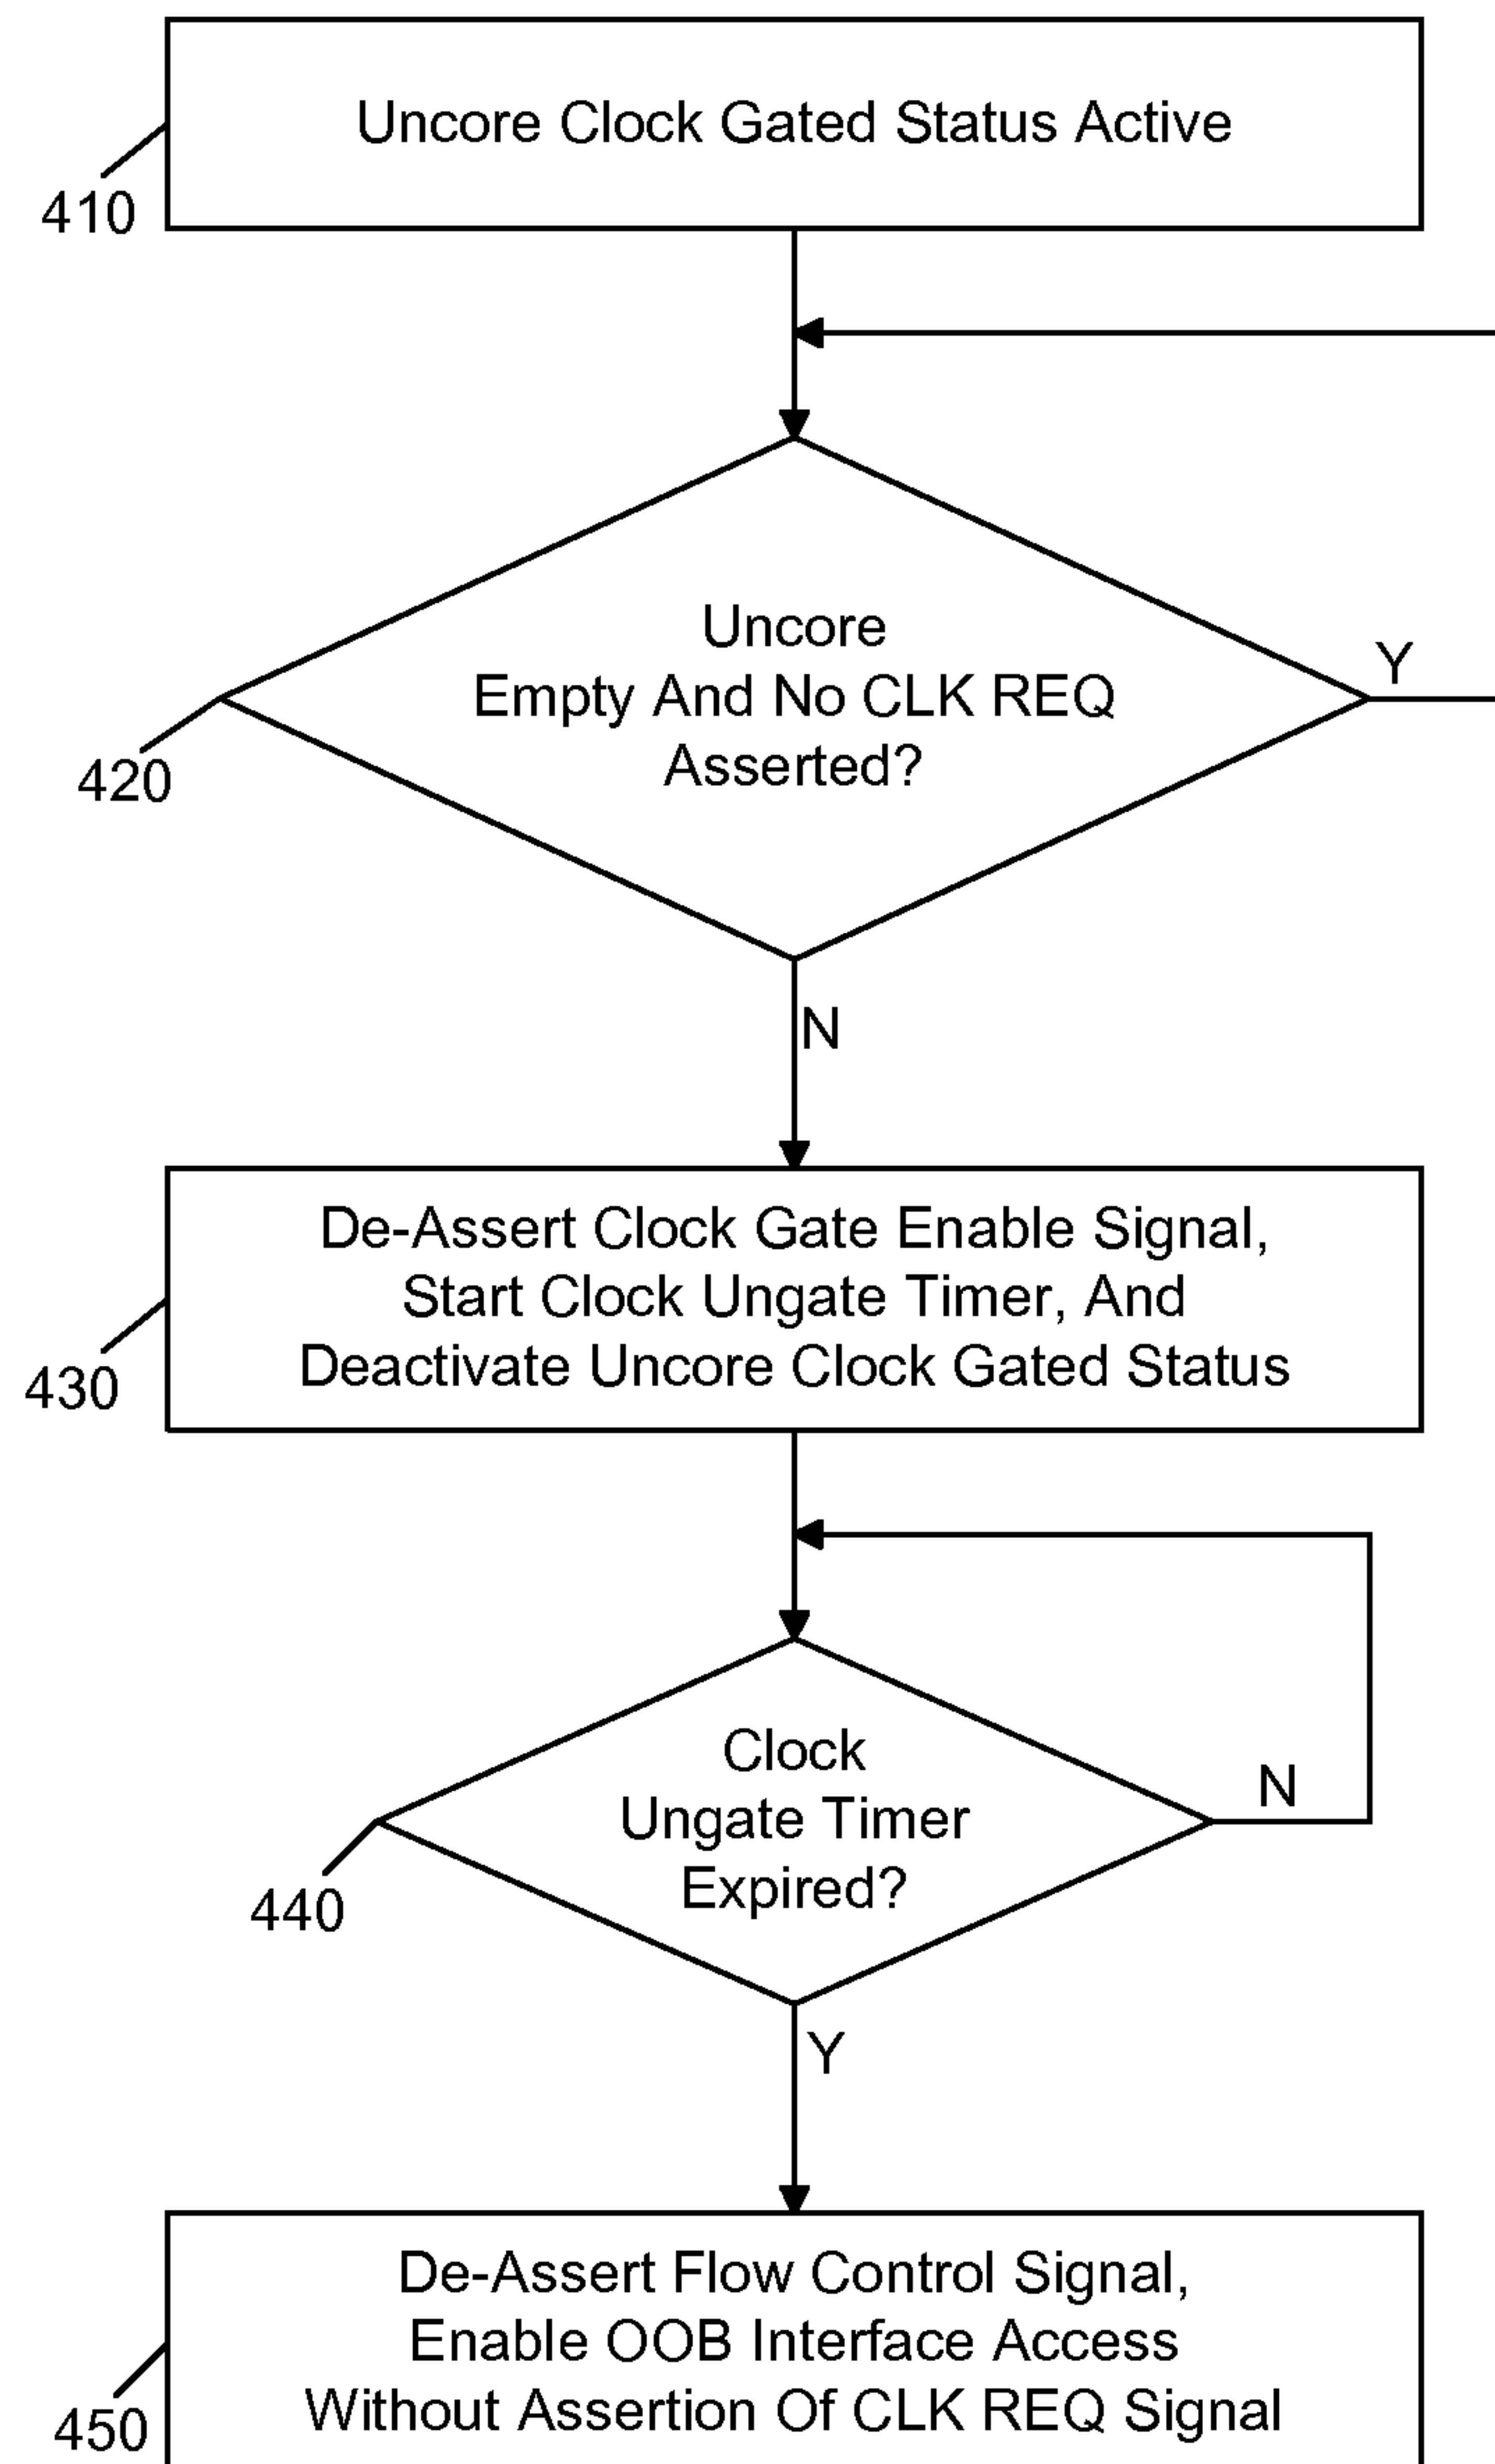 Uncore Clock Gated Status Active
410
Uncore
Empty And No CLK REQ
Asserted?
Y
420
N
De-Assert Clock Gate Enable Signal,
Start Clock Ungate Timer, And
Deactivate Uncore Clock Gated Status
430
Clock
Ungate Timer
Expired?
N
440
Y
De-Assert Flow Control Signal,
Enable OOB Interface Access
Without Assertion Of CLK REQ Signal
450